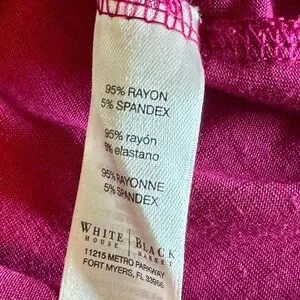 95% RAYON
5% SPANDEX
95% rayón
5% elastano
95% RAYONNE
5% SPANDEX
WHITE | BLACK
HOUSE | MARKET
11215 METRO PARKWAY
FORT MYERS, FL 33966